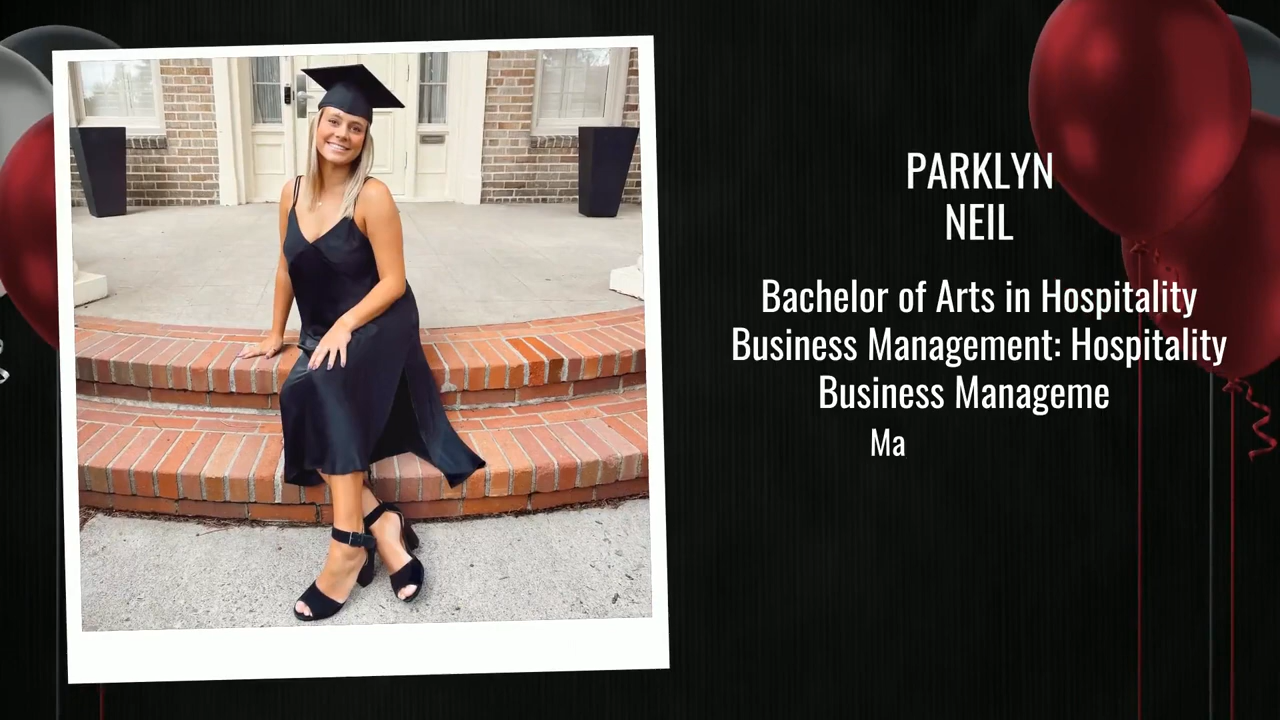 PARKLYN
NEIL
Bachelor of Arts in Hospitality
Business Management: Hospitality
Business Manageme
Ma